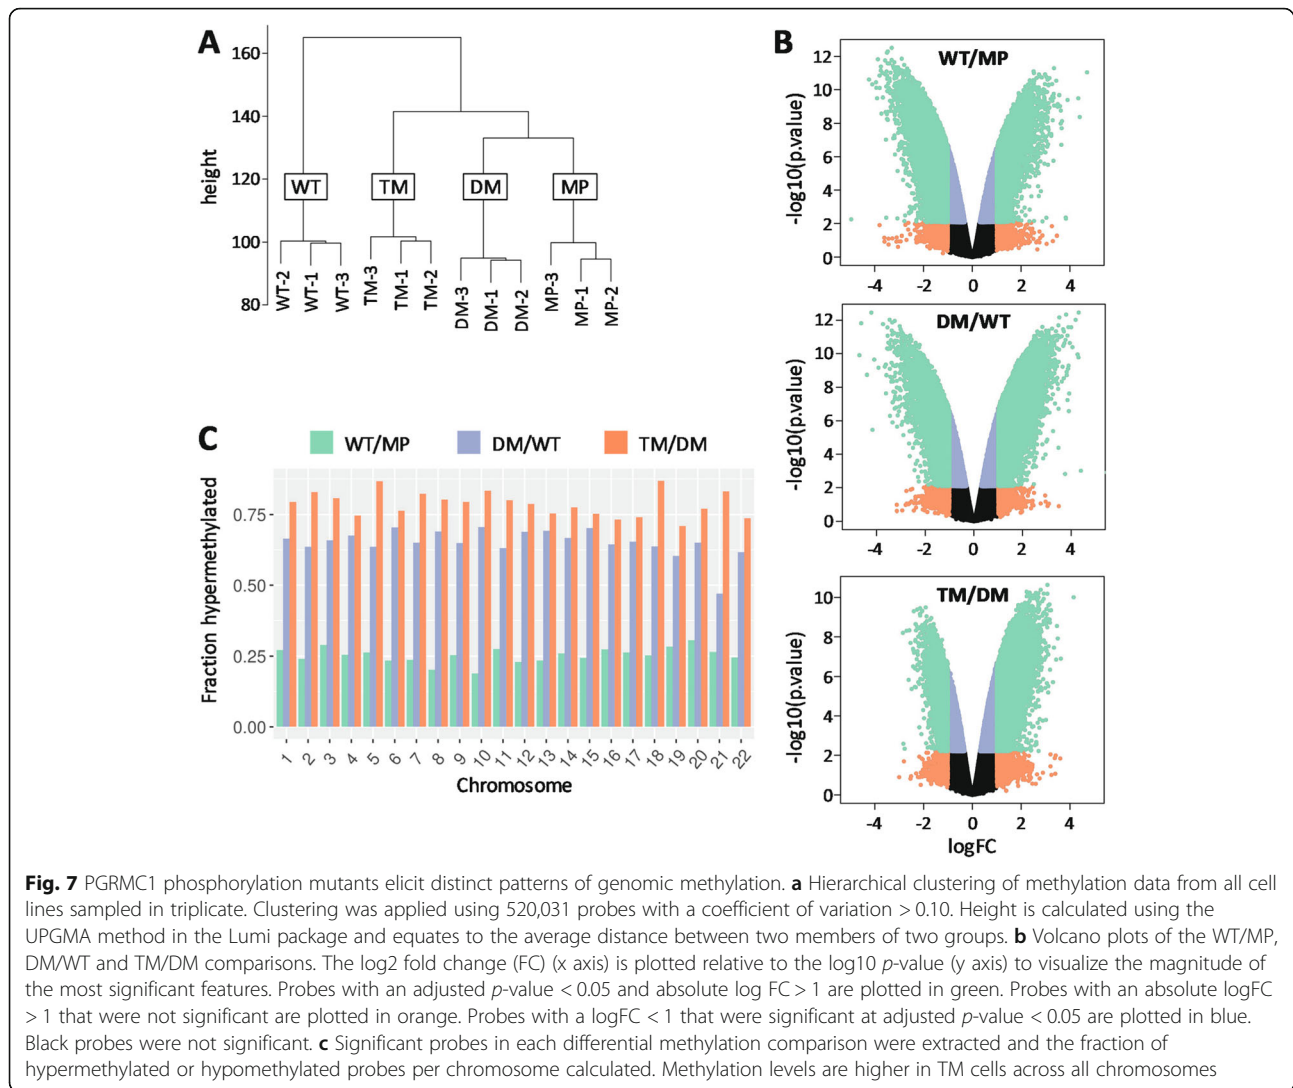 A
height
160
140
120
100
80
WT
TM
DM
MP
WT-2
WT-1
WT-3
TM-3
TM-1
TM-2
DM-3
DM-1
DM-2
MP-3
MP-1
MP-2
B
WT/MP
-log10(p.value)
12
10
8
6
4
2
0
-4 -2 0 2 4
DM/WT
-log10(p.value)
12
10
8
6
4
2
0
-4 -2 0 2 4
TM/DM
-log10(p.value)
10
8
6
4
2
0
-4 -2 0 2 4
logFC
C
WT/MP DM/WT TM/DM
Fraction hypermethylated
0.75
0.50
0.25
0.00
1 2 3 4 5 6 7 8 9 10 11 12 13 14 15 16 17 18 19 20 21 22
Chromosome
Fig. 7 PGRMC1 phosphorylation mutants elicit distinct patterns of genomic methylation. a Hierarchical clustering of methylation data from all cell
lines sampled in triplicate. Clustering was applied using 520,031 probes with a coefficient of variation > 0.10. Height is calculated using the
UPGMA method in the Lumi package and equates to the average distance between two members of two groups. b Volcano plots of the WT/MP,
DM/WT and TM/DM comparisons. The log2 fold change (FC) (x axis) is plotted relative to the log10 p-value (y axis) to visualize the magnitude of
the most significant features. Probes with an adjusted p-value < 0.05 and absolute log FC > 1 are plotted in green. Probes with an absolute logFC
> 1 that were not significant are plotted in orange. Probes with a logFC < 1 that were significant at adjusted p-value < 0.05 are plotted in blue.
Black probes were not significant. c Significant probes in each differential methylation comparison were extracted and the fraction of
hypermethylated or hypomethylated probes per chromosome calculated. Methylation levels are higher in TM cells across all chromosomes